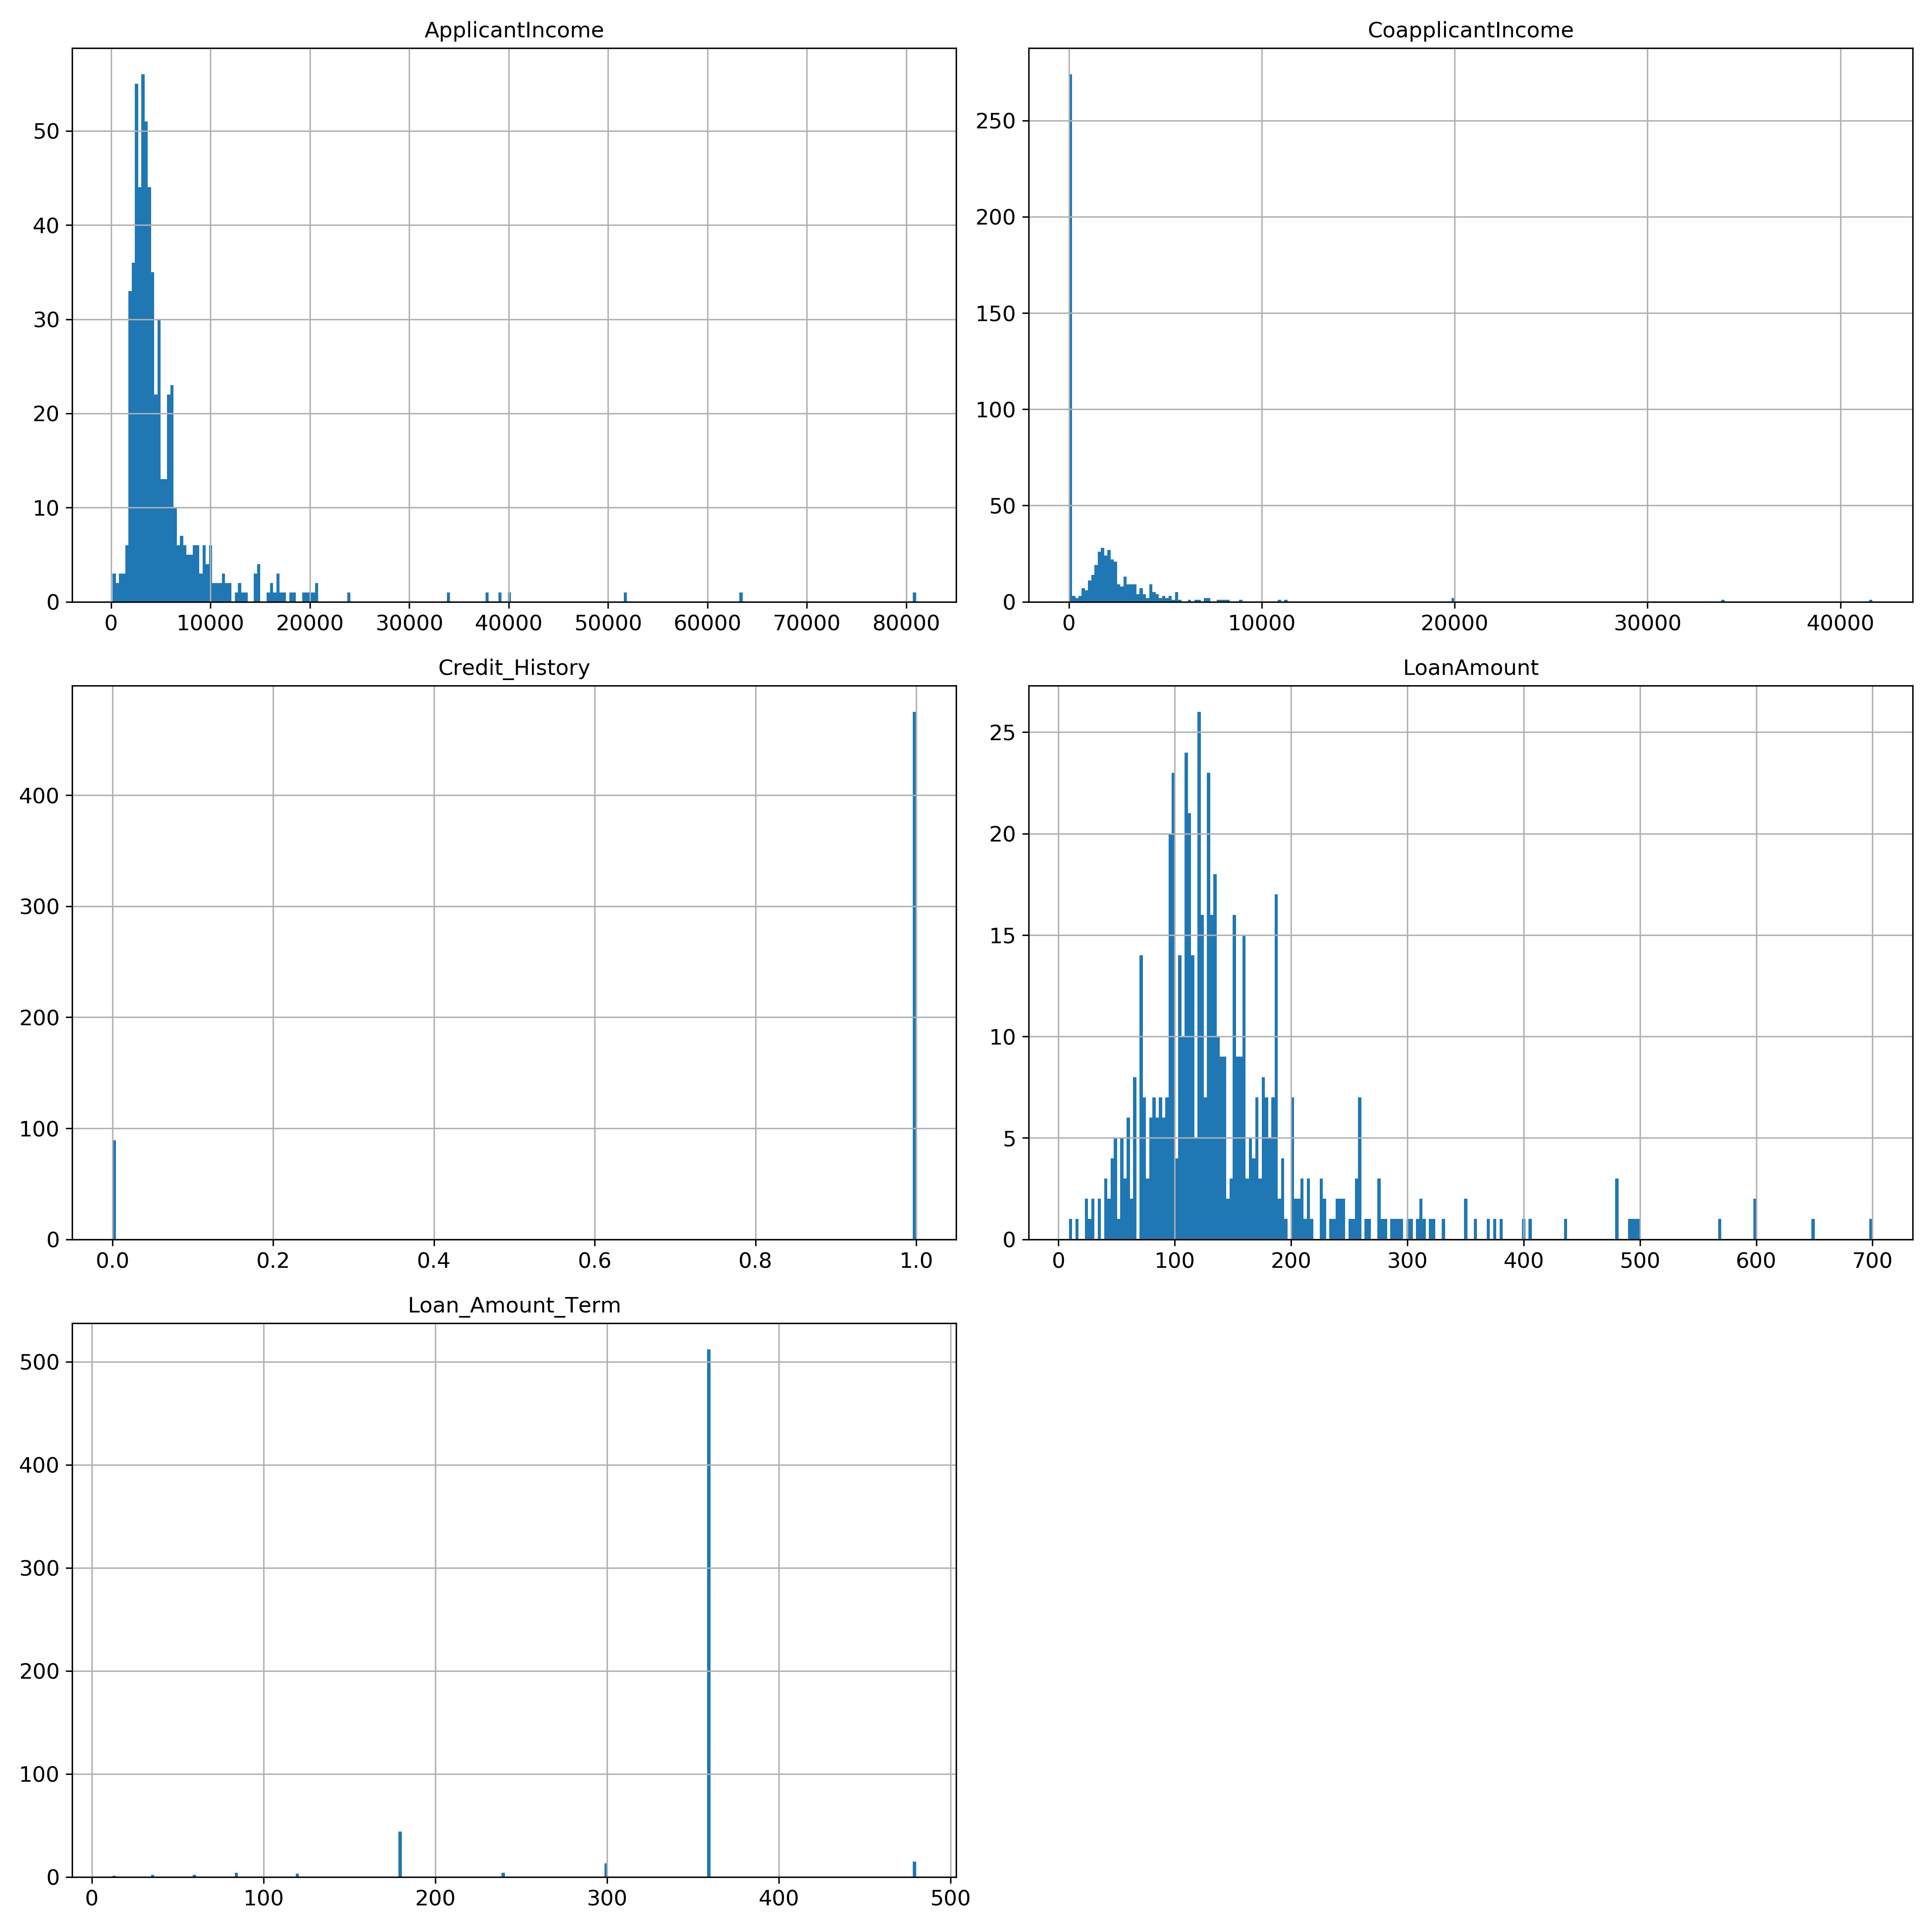 ApplicantIncome
50
40
30
20
10
0
0 10000 20000 30000 40000 50000 60000 70000 80000
CoapplicantIncome
250
200
150
100
50
0
0 10000 20000 30000 40000
Credit_History
400
300
200
100
0
0.0 0.2 0.4 0.6 0.8 1.0
LoanAmount
25
20
15
10
5
0
0 100 200 300 400 500 600 700
Loan_Amount_Term
500
400
300
200
100
0
0 100 200 300 400 500